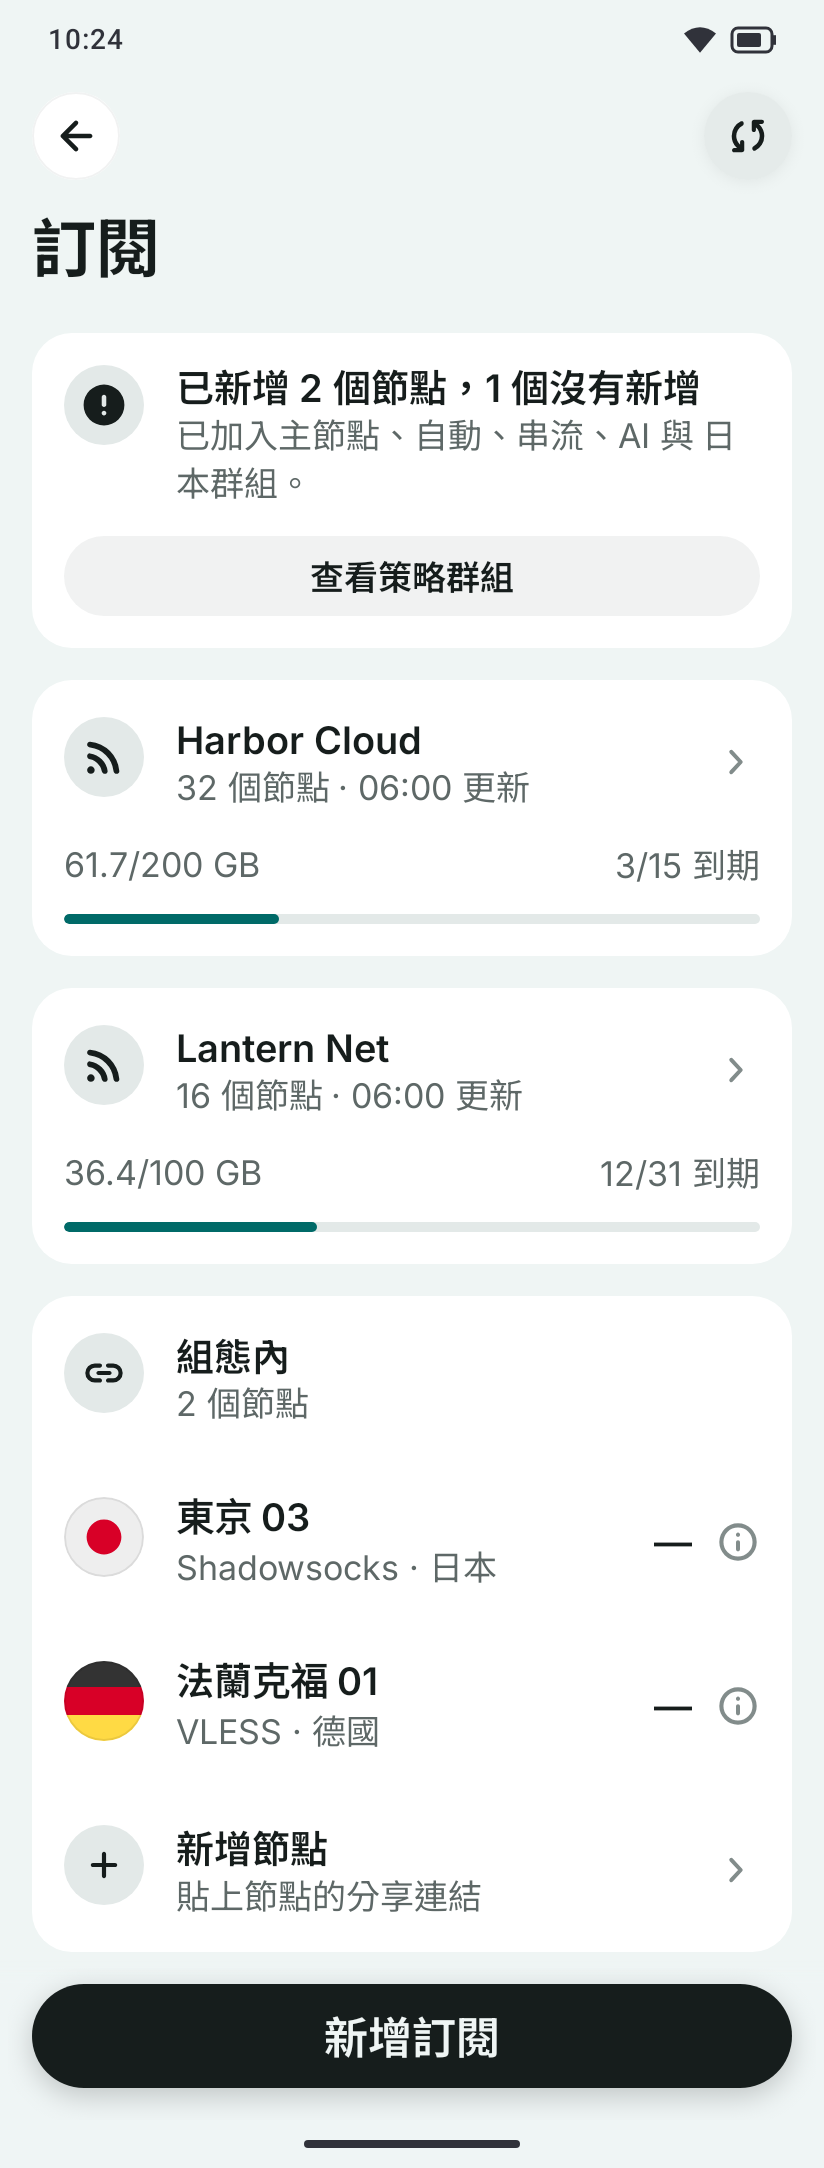 10:24
訂閱
已新增 2 個節點，1 個沒有新增
已加入主節點、自動、串流、AI 與 日
本群組。
查看策略群組
Harbor Cloud
32 個節點 · 06:00 更新
61.7/200 GB
3/15 到期
Lantern Net
16 個節點 · 06:00 更新
36.4/100 GB
12/31 到期
組態內
2 個節點
東京 03
Shadowsocks · 日本
—
法蘭克福 01
VLESS · 德國
—
新增節點
貼上節點的分享連結
新增訂閱